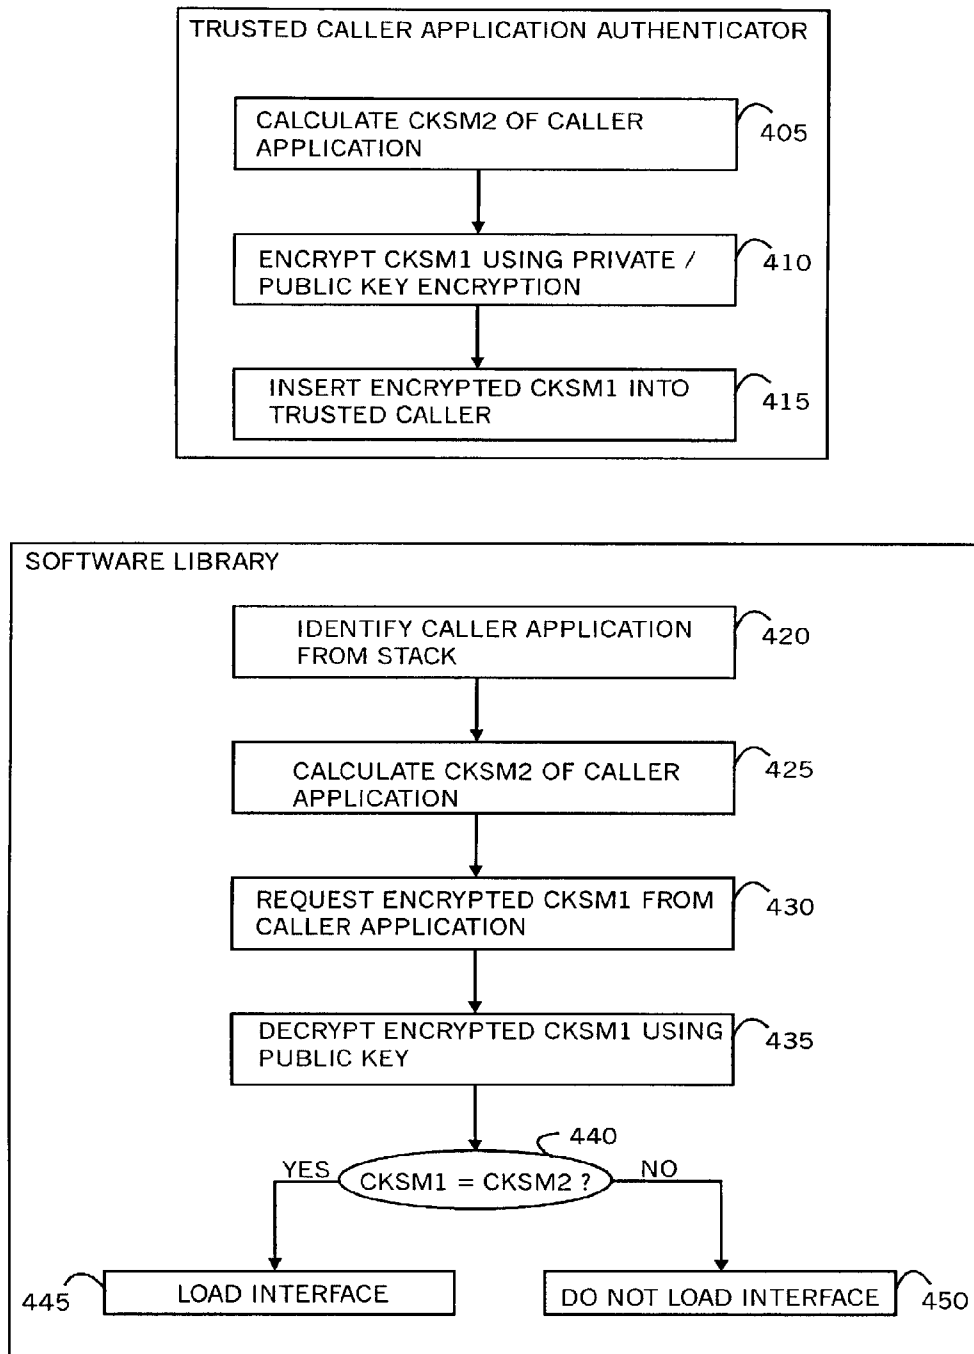 TRUSTED CALLER APPLICATION AUTHENTICATOR
CALCULATE CKSM2 OF CALLER
APPLICATION
405
ENCRYPT CKSM1 USING PRIVATE /
PUBLIC KEY ENCRYPTION
410
INSERT ENCRYPTED CKSM1 INTO
TRUSTED CALLER
415
SOFTWARE LIBRARY
IDENTIFY CALLER APPLICATION
FROM STACK
420
CALCULATE CKSM2 OF CALLER
APPLICATION
425
REQUEST ENCRYPTED CKSM1 FROM
CALLER APPLICATION
430
DECRYPT ENCRYPTED CKSM1 USING
PUBLIC KEY
435
440
YES
CKSM1 = CKSM2 ?
NO
LOAD INTERFACE
445
DO NOT LOAD INTERFACE
450